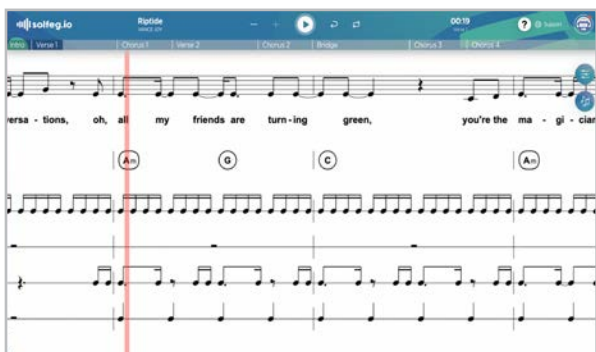 solfeg.io Riptide 00:19 ? Support
VANCE JOY
Intro Verse 1 Chorus 1 Verse 2 Chorus 2 Bridge Chorus 3 Chorus 4
ersa - tions, oh, all my friends are turn - ing green, you're the ma - gi - cian
Am G C Am